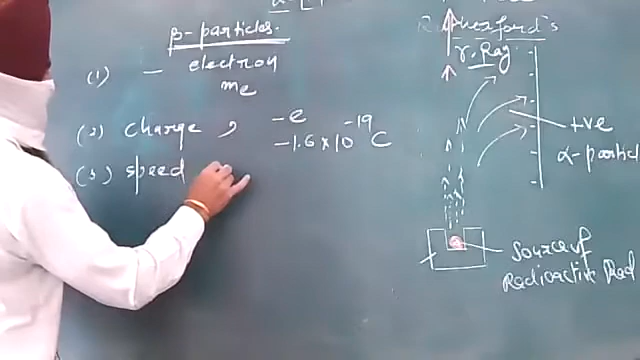 β-particles.
(1) — electron
me
(2) Charge, -e
-1.6×10⁻¹⁹ C
(3) speed
Rutherford's
γ-Ray
+ve
α-particl
Source of
Radioactive Rad